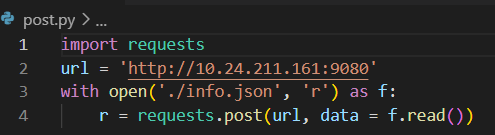 post.py > ...
1 import requests
2 url = 'http://10.24.211.161:9080'
3 with open('./info.json', 'r') as f:
4     r = requests.post(url, data = f.read())